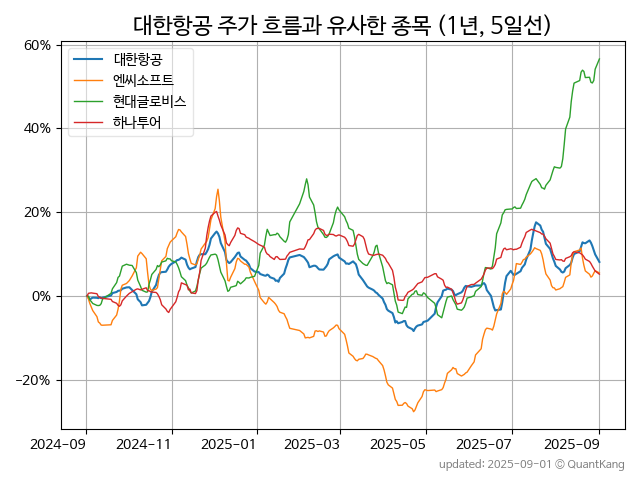 대한항공 주가 흐름과 유사한 종목 (1년, 5일선)
대한항공
엔씨소프트
현대글로비스
하나투어
60%
40%
20%
0%
−20%
2024-09 2024-11 2025-01 2025-03 2025-05 2025-07 2025-09
updated: 2025-09-01 © QuantKang